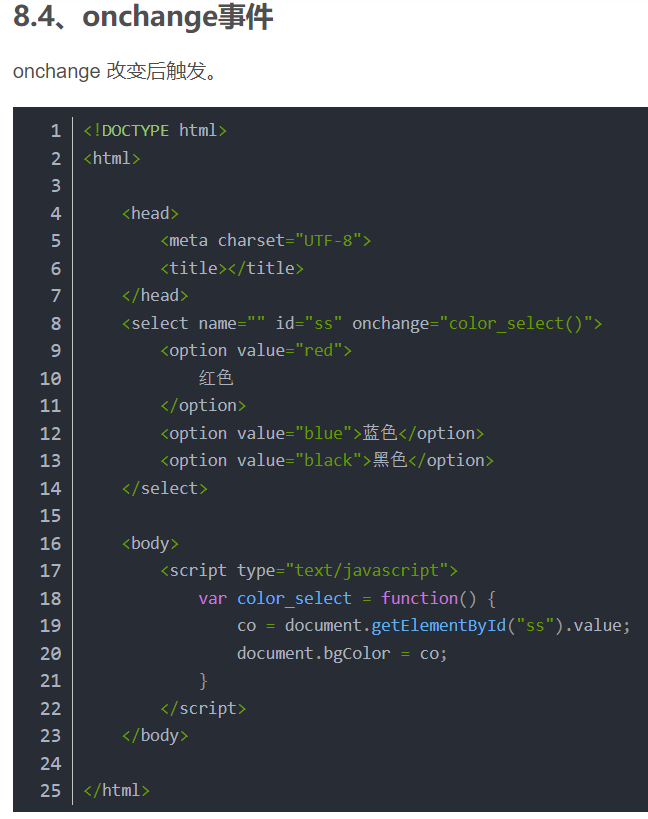 8.4、onchange事件
onchange 改变后触发。
1 <!DOCTYPE html>
2 <html>
3
4     <head>
5         <meta charset="UTF-8">
6         <title></title>
7     </head>
8     <select name="" id="ss" onchange="color_select()">
9         <option value="red">
10             红色
11         </option>
12         <option value="blue">蓝色</option>
13         <option value="black">黑色</option>
14     </select>
15
16     <body>
17         <script type="text/javascript">
18             var color_select = function() {
19                 co = document.getElementById("ss").value;
20                 document.bgColor = co;
21             }
22         </script>
23     </body>
24
25 </html>